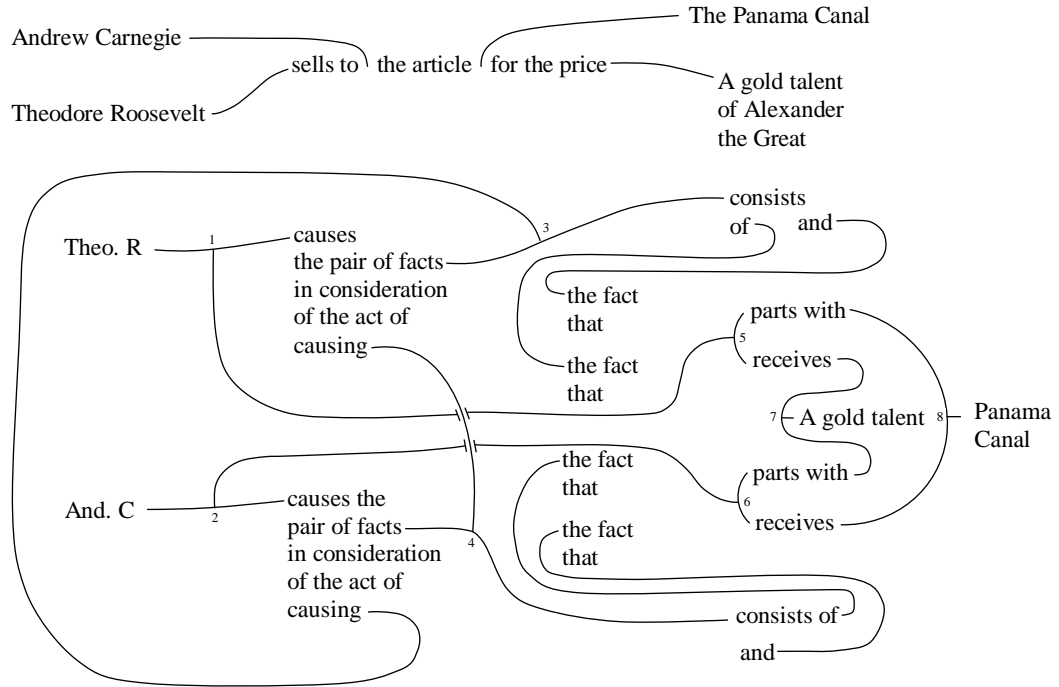 The Panama Canal
Andrew Carnegie
sells to the article for the price
Theodore Roosevelt
A gold talent
of Alexander
the Great
consists
of and
3
Theo. R
1
causes
the pair of facts
in consideration
of the act of
causing
the fact
that
the fact
that
parts with
5
receives
7 A gold talent 8
Panama
Canal
the fact
that
parts with
6
receives
And. C
2
causes the
pair of facts
in consideration
of the act of
causing
4
the fact
that
consists of
and